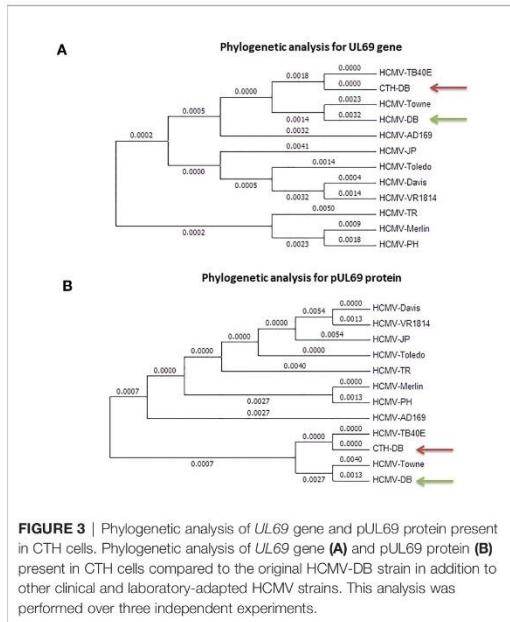 A
Phylogenetic analysis for UL69 gene
0.0000
HCMV-TB40E
0.0018
0.0000
CTH-DB
0.0000
0.0023
HCMV-Towne
0.0005
0.0014
0.0032
HCMV-DB
0.0032
HCMV-AD169
0.0002
0.0041
HCMV-JP
0.0000
0.0014
HCMV-Toledo
0.0005
0.0004
HCMV-Davis
0.0032
0.0014
HCMV-VR1814
0.0050
HCMV-TR
0.0002
0.0009
HCMV-Merlin
0.0023
0.0018
HCMV-PH
B
Phylogenetic analysis for pUL69 protein
0.0000
HCMV-Davis
0.0054
0.0013
HCMV-VR1814
0.0000
0.0054
HCMV-JP
0.0000
0.0000
HCMV-Toledo
0.0000
0.0040
HCMV-TR
0.0000
0.0000
HCMV-Merlin
0.0027
0.0013
HCMV-PH
0.0007
0.0027
HCMV-AD169
0.0000
HCMV-TB40E
0.0000
0.0000
CTH-DB
0.0007
0.0040
HCMV-Towne
0.0027
0.0013
HCMV-DB
FIGURE 3 | Phylogenetic analysis of UL69 gene and pUL69 protein present
in CTH cells. Phylogenetic analysis of UL69 gene (A) and pUL69 protein (B)
present in CTH cells compared to the original HCMV-DB strain in addition to
other clinical and laboratory-adapted HCMV strains. This analysis was
performed over three independent experiments.